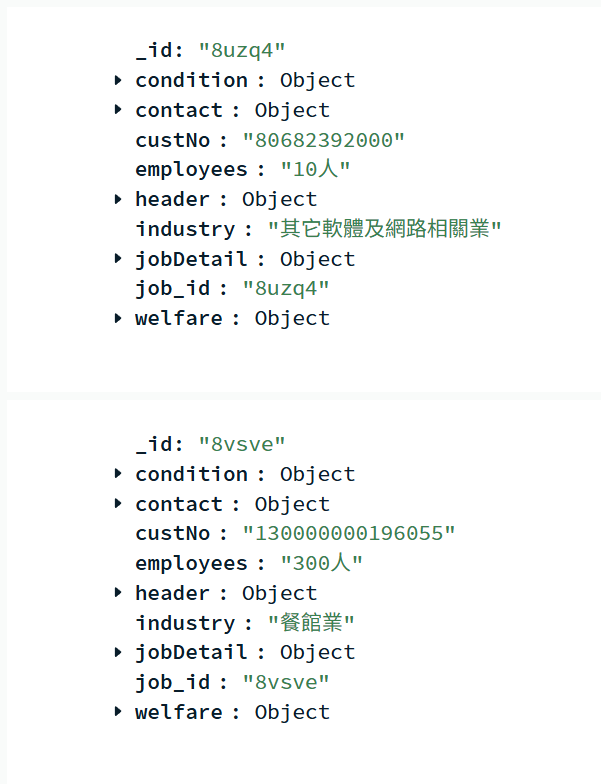 _id: "8uzq4"
condition : Object
contact : Object
custNo : "80682392000"
employees : "10人"
header : Object
industry : "其它軟體及網路相關業"
jobDetail : Object
job_id : "8uzq4"
welfare : Object
_id: "8vsve"
condition : Object
contact : Object
custNo : "130000000196055"
employees : "300人"
header : Object
industry : "餐館業"
jobDetail : Object
job_id : "8vsve"
welfare : Object